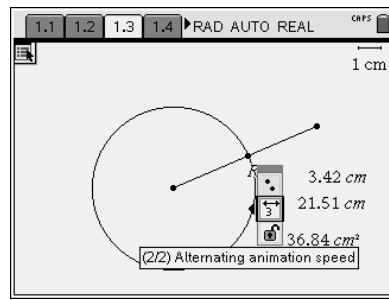 1.1 1.2 1.3 1.4 RAD AUTO REAL CAPS
1 cm
3.42 cm
3 21.51 cm
36.84 cm²
(2/2) Alternating animation speed